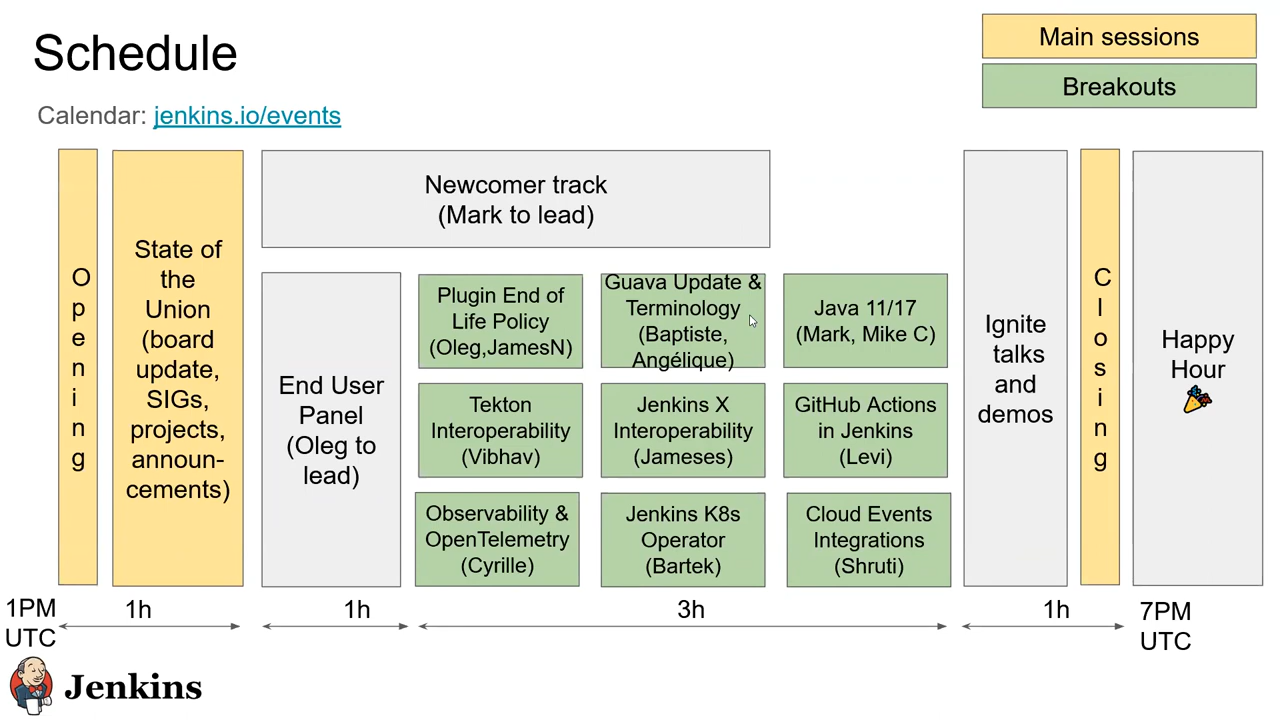 Schedule
Main sessions
Breakouts
Calendar: jenkins.io/events
Opening
State of
the
Union
(board
update,
SIGs,
projects,
announ-
cements)
Newcomer track
(Mark to lead)
End User
Panel
(Oleg to
lead)
Plugin End of
Life Policy
(Oleg,JamesN)
Guava Update &
Terminology
(Baptiste,
Angélique)
Java 11/17
(Mark, Mike C)
Tekton
Interoperability
(Vibhav)
Jenkins X
Interoperability
(Jameses)
GitHub Actions
in Jenkins
(Levi)
Observability &
OpenTelemetry
(Cyrille)
Jenkins K8s
Operator
(Bartek)
Cloud Events
Integrations
(Shruti)
Ignite
talks
and
demos
Closing
Happy
Hour
1PM
UTC
1h
1h
3h
1h
7PM
UTC
Jenkins